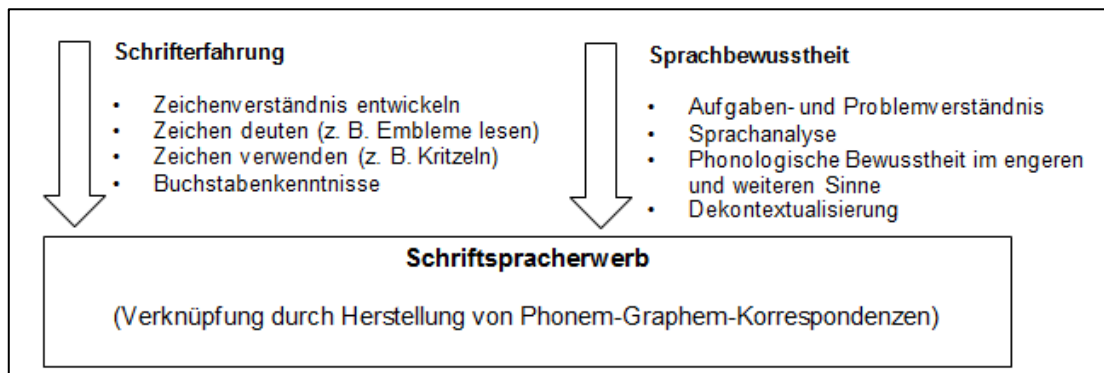 Schrifterfahrung
• Zeichenverständnis entwickeln
• Zeichen deuten (z. B. Embleme lesen)
• Zeichen verwenden (z. B. Kritzeln)
• Buchstabenkenntnisse
Sprachbewusstheit
• Aufgaben- und Problemverständnis
• Sprachanalyse
• Phonologische Bewusstheit im engeren
und weiteren Sinne
• Dekontextualisierung
Schriftspracherwerb
(Verknüpfung durch Herstellung von Phonem-Graphem-Korrespondenzen)